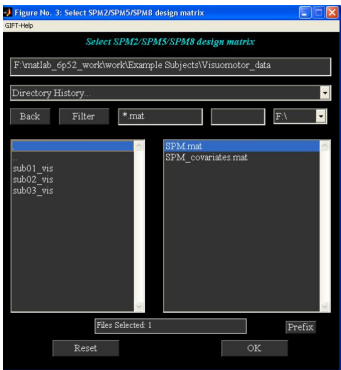 Figure No. 3: Select SPM2/SPM5/SPM8 design matrix
GIFT-Help
Select SPM2/SPM5/SPM8 design matrix
F:\matlab_6p52_work\work\Example Subjects\Visuomotor_data
Directory History...
Back Filter *.mat F:\
. SPM.mat
.. SPM_covariates.mat
sub01_vis
sub02_vis
sub03_vis
Files Selected: 1 Prefix
Reset OK